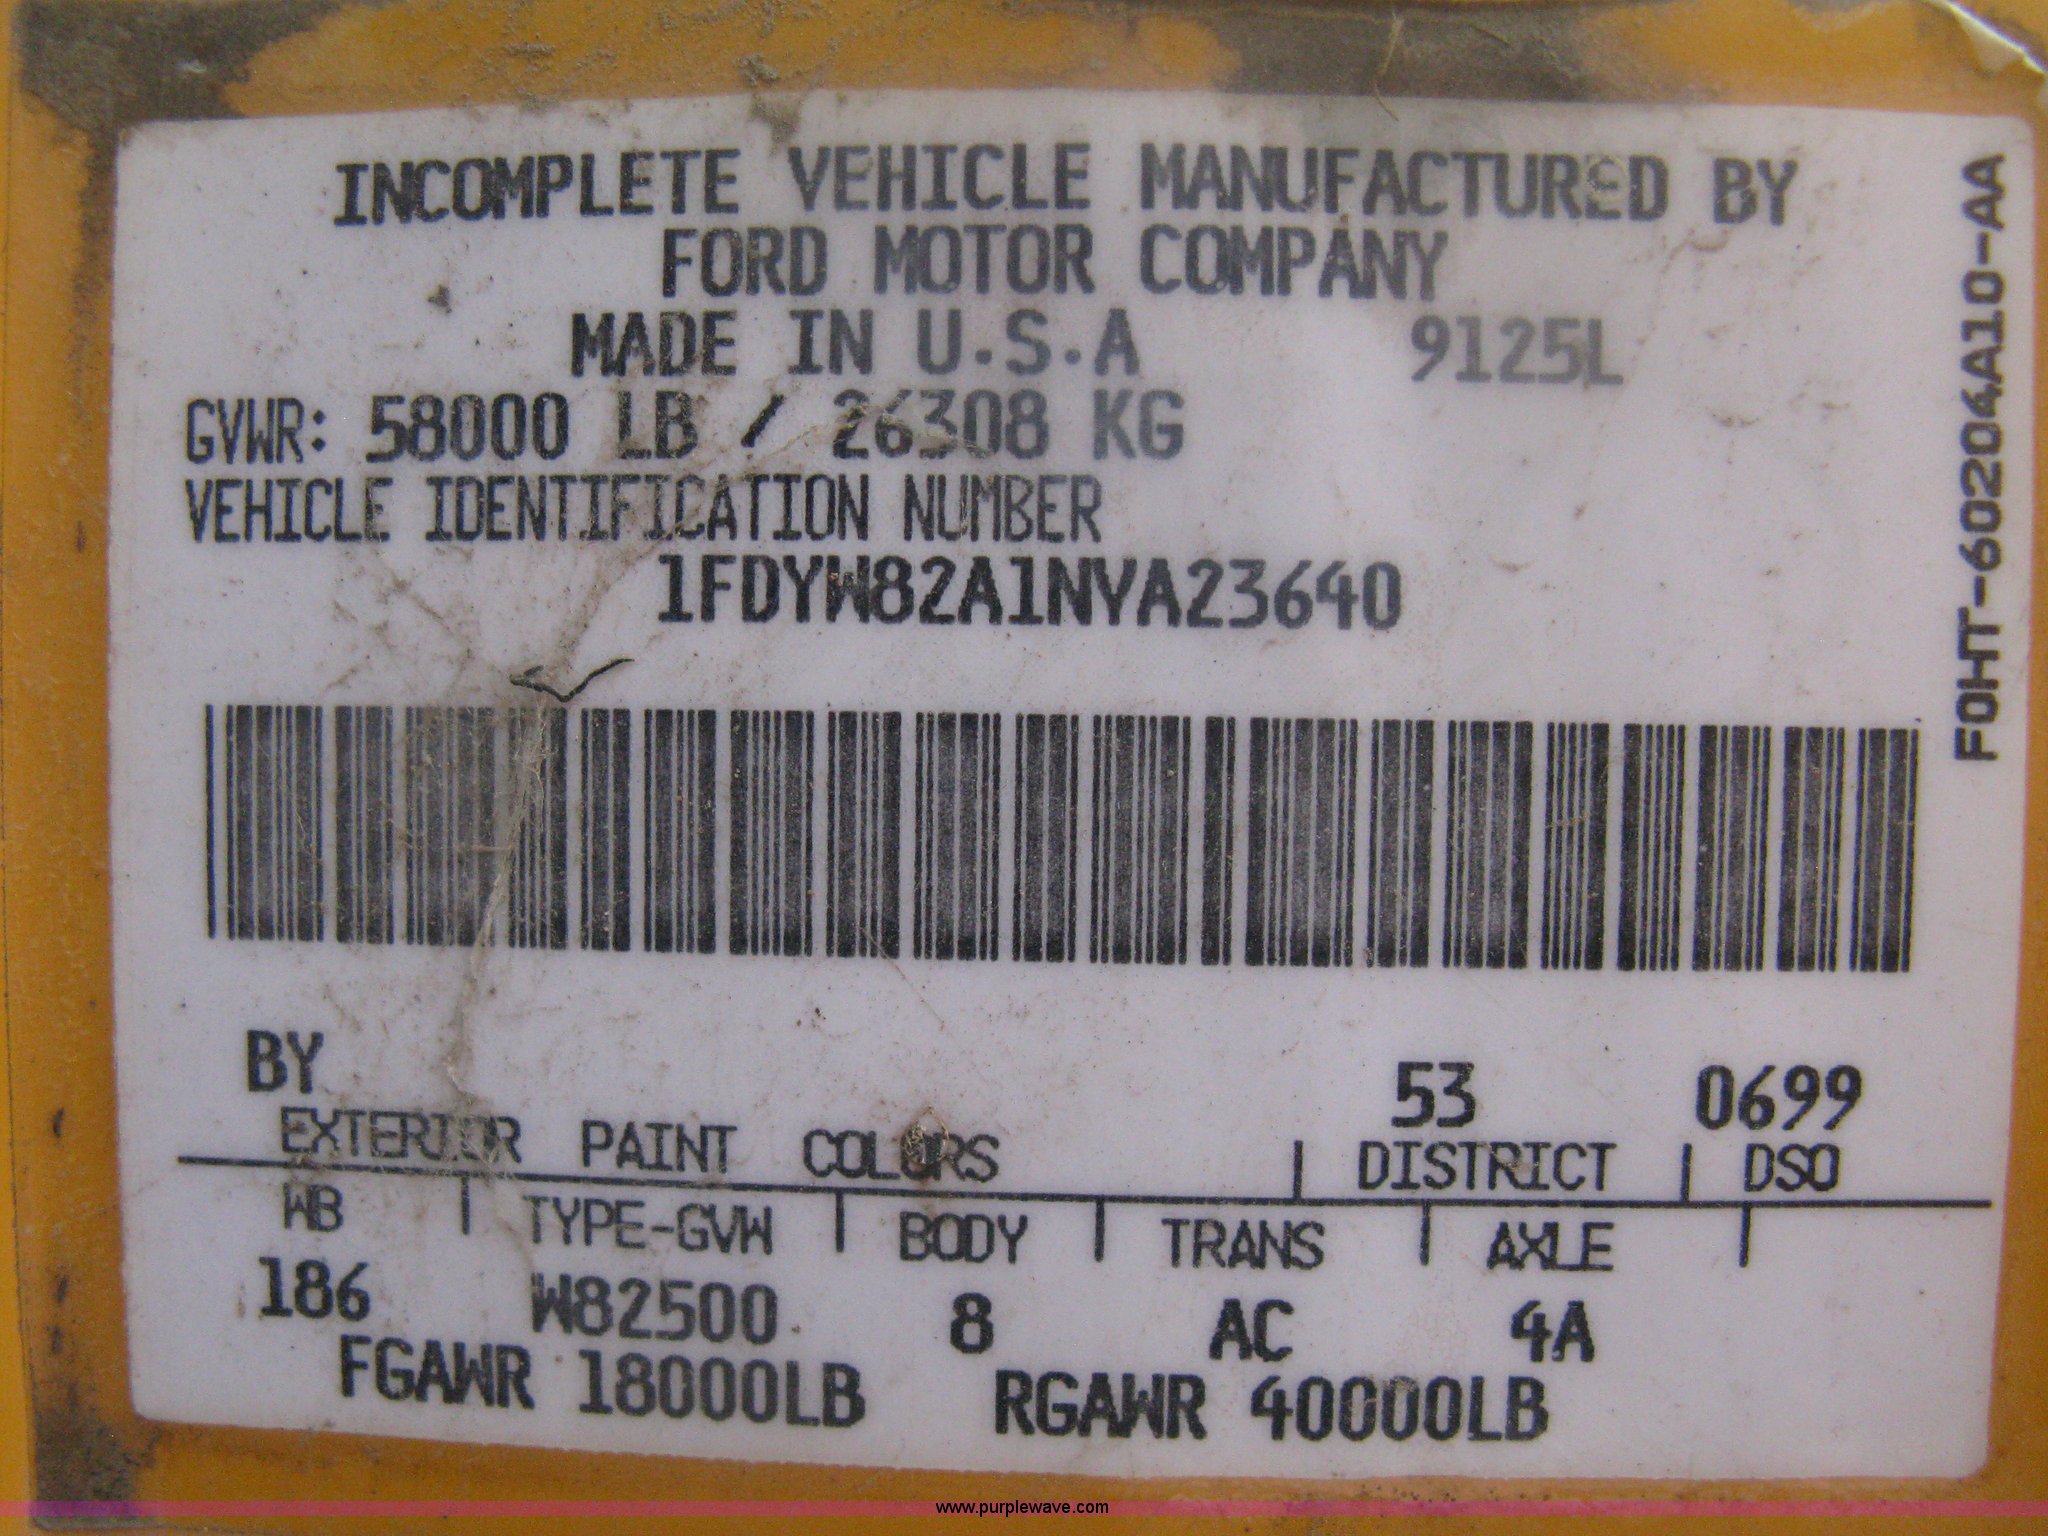 INCOMPLETE VEHICLE MANUFACTURED BY
FORD MOTOR COMPANY
MADE IN U.S.A 9125L
GVWR: 58000 LB / 26308 KG
VEHICLE IDENTIFICATION NUMBER
1FDYW82A1NVA23640
F0HT-60204A10-AA
BY 53 0699
EXTERIOR PAINT COLORS | DISTRICT | DSO
WB | TYPE-GVW | BODY | TRANS | AXLE |
186 W82500 8 AC 4A
FGAWR 18000LB RGAWR 40000LB
www.purplewave.com